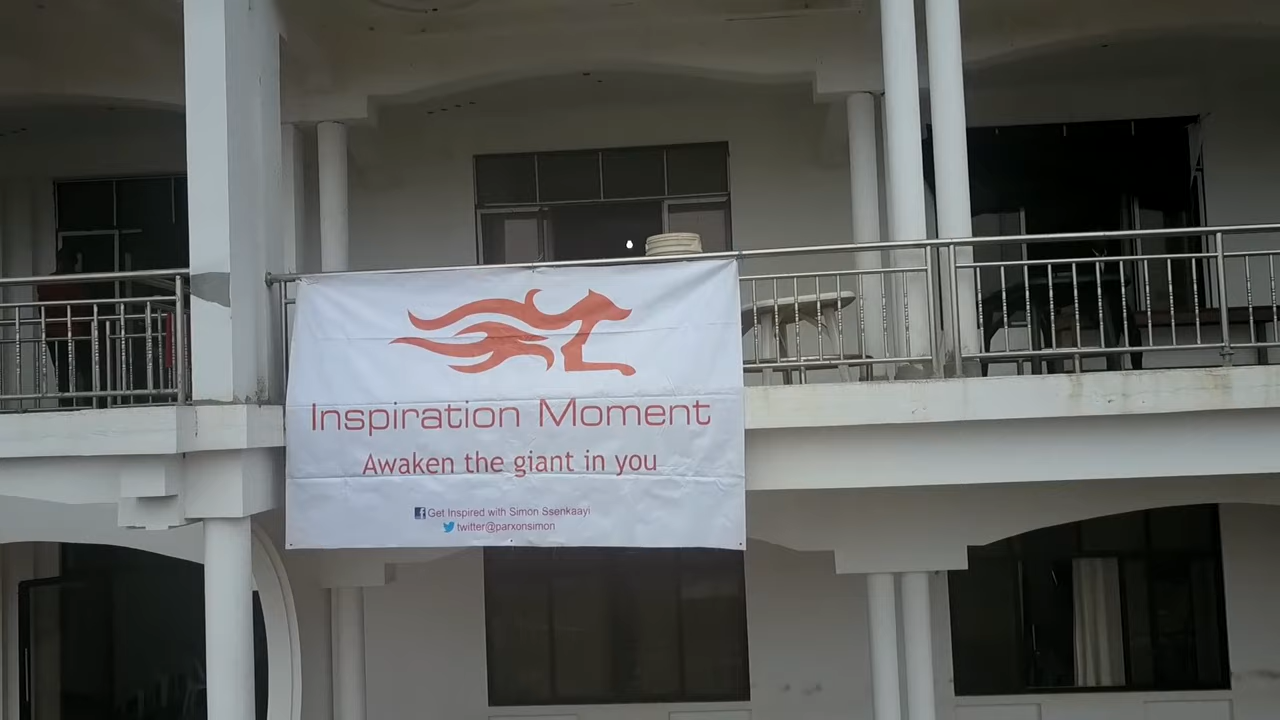 Inspiration Moment
Awaken the giant in you
Get Inspired with Simon Ssenkaayi
twitter@parxonsimon